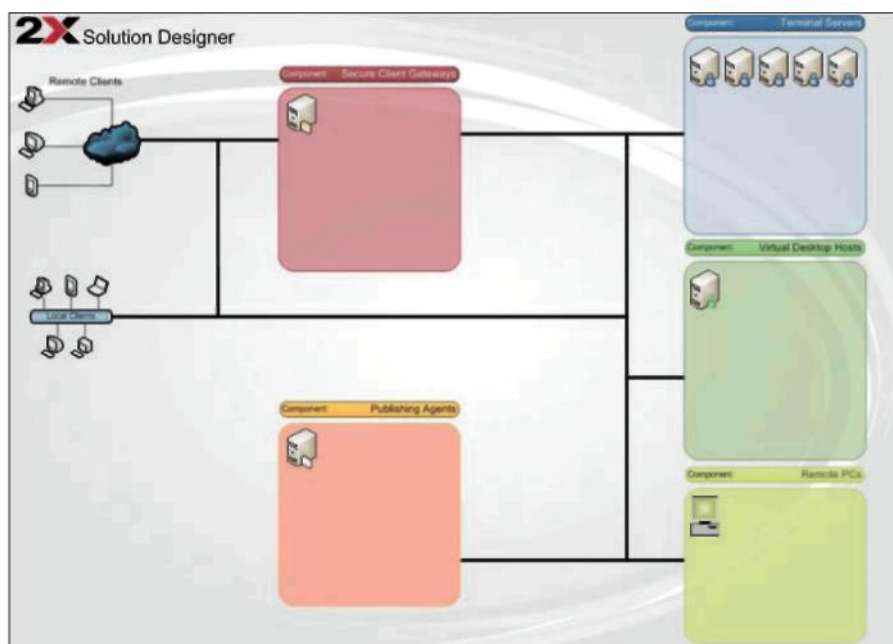 2X Solution Designer
Component: Terminal Servers
Component: Secure Client Gateways
Remote Clients
Component: Virtual Desktop Hosts
Local Clients
Component: Publishing Agents
Component: Remote PCs